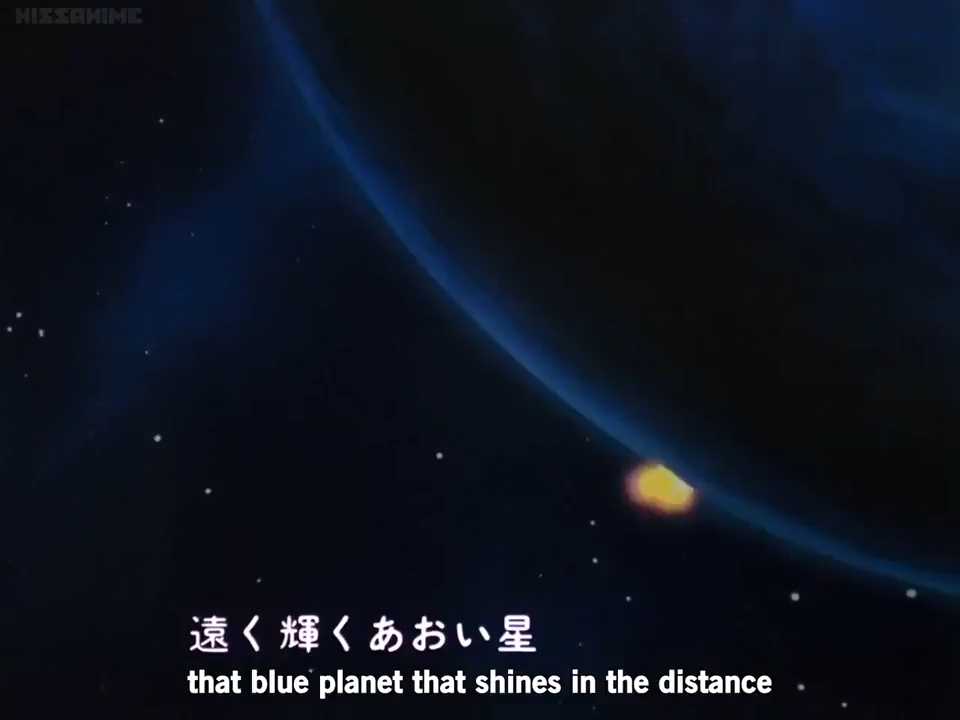 NISSANIME
遠く輝くあおい星
that blue planet that shines in the distance